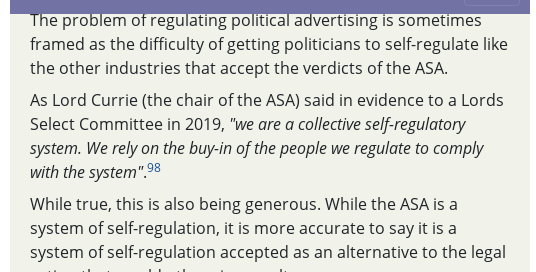 The problem of regulating political advertising is sometimes
framed as the difficulty of getting politicians to self-regulate like
the other industries that accept the verdicts of the ASA.
As Lord Currie (the chair of the ASA) said in evidence to a Lords
Select Committee in 2019, "we are a collective self-regulatory
system. We rely on the buy-in of the people we regulate to comply
with the system".98
While true, this is also being generous. While the ASA is a
system of self-regulation, it is more accurate to say it is a
system of self-regulation accepted as an alternative to the legal